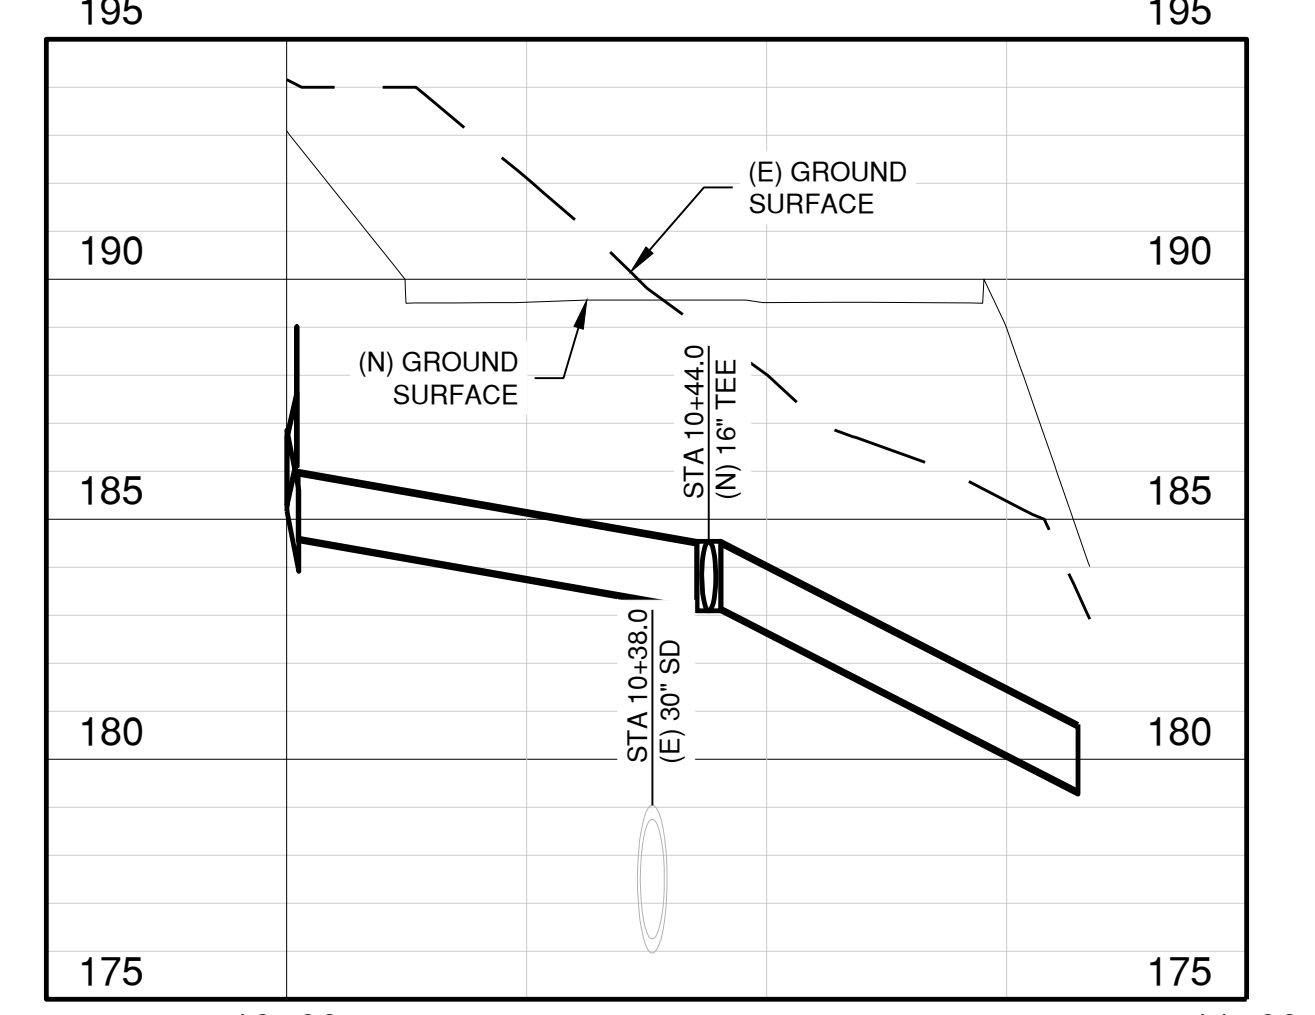 195 195
(E) GROUND
SURFACE
190 190
(N) GROUND
SURFACE
STA 10+44.0
(N) 16" TEE
185 185
STA 10+38.0
(E) 30" SD
180 180
175 175